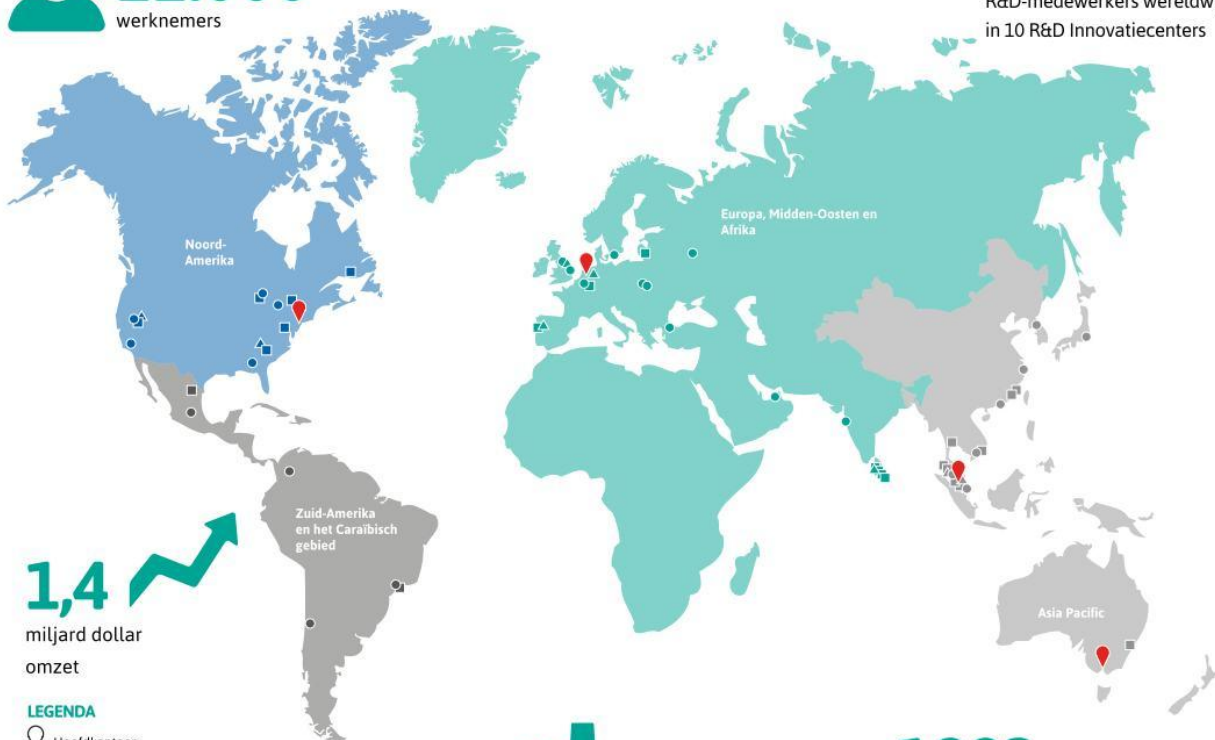 werknemers
in 10 R&D Innovatiecenters
Europa, Midden-Oosten en
Afrika
Noord-
Amerika
Zuid-Amerika
en het Caraïbisch
gebied
1,4
miljard dollar
omzet
Asia Pacific
LEGENDA